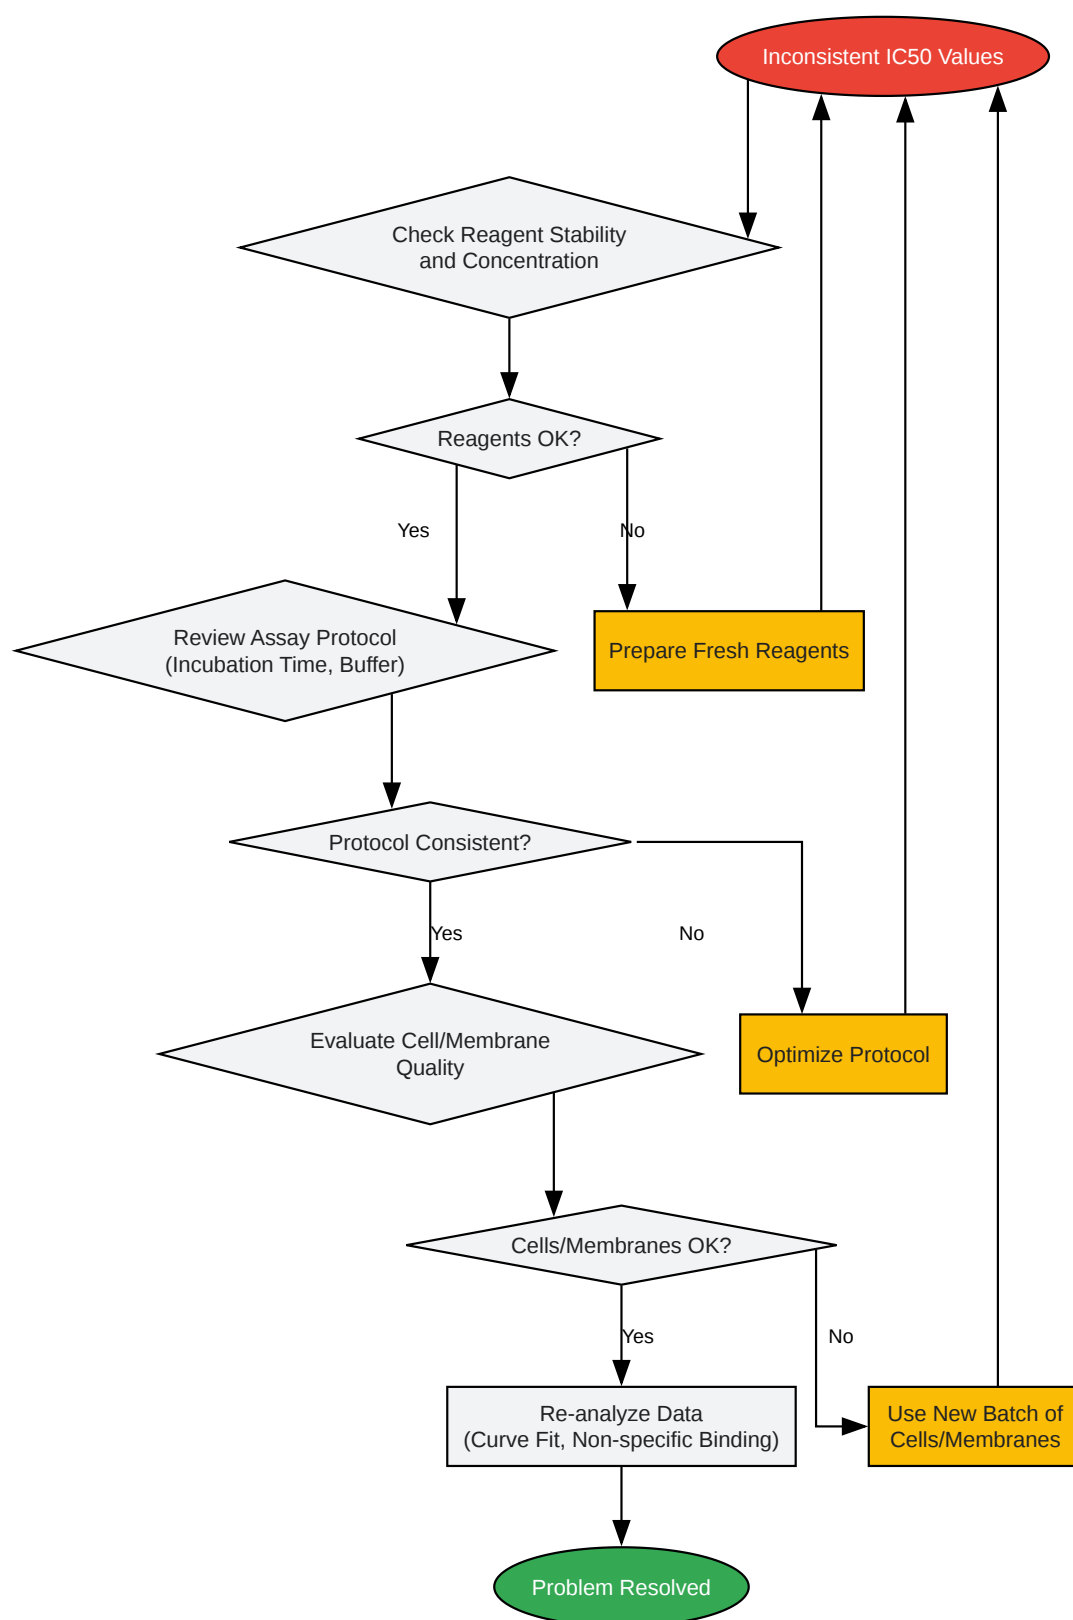 Inconsistent IC50 Values
Check Reagent Stability
and Concentration
Reagents OK?
Yes
No
Review Assay Protocol
(Incubation Time, Buffer)
Prepare Fresh Reagents
Protocol Consistent?
Yes
No
Evaluate Cell/Membrane
Quality
Optimize Protocol
Cells/Membranes OK?
Yes
No
Re-analyze Data
(Curve Fit, Non-specific Binding)
Use New Batch of
Cells/Membranes
Problem Resolved